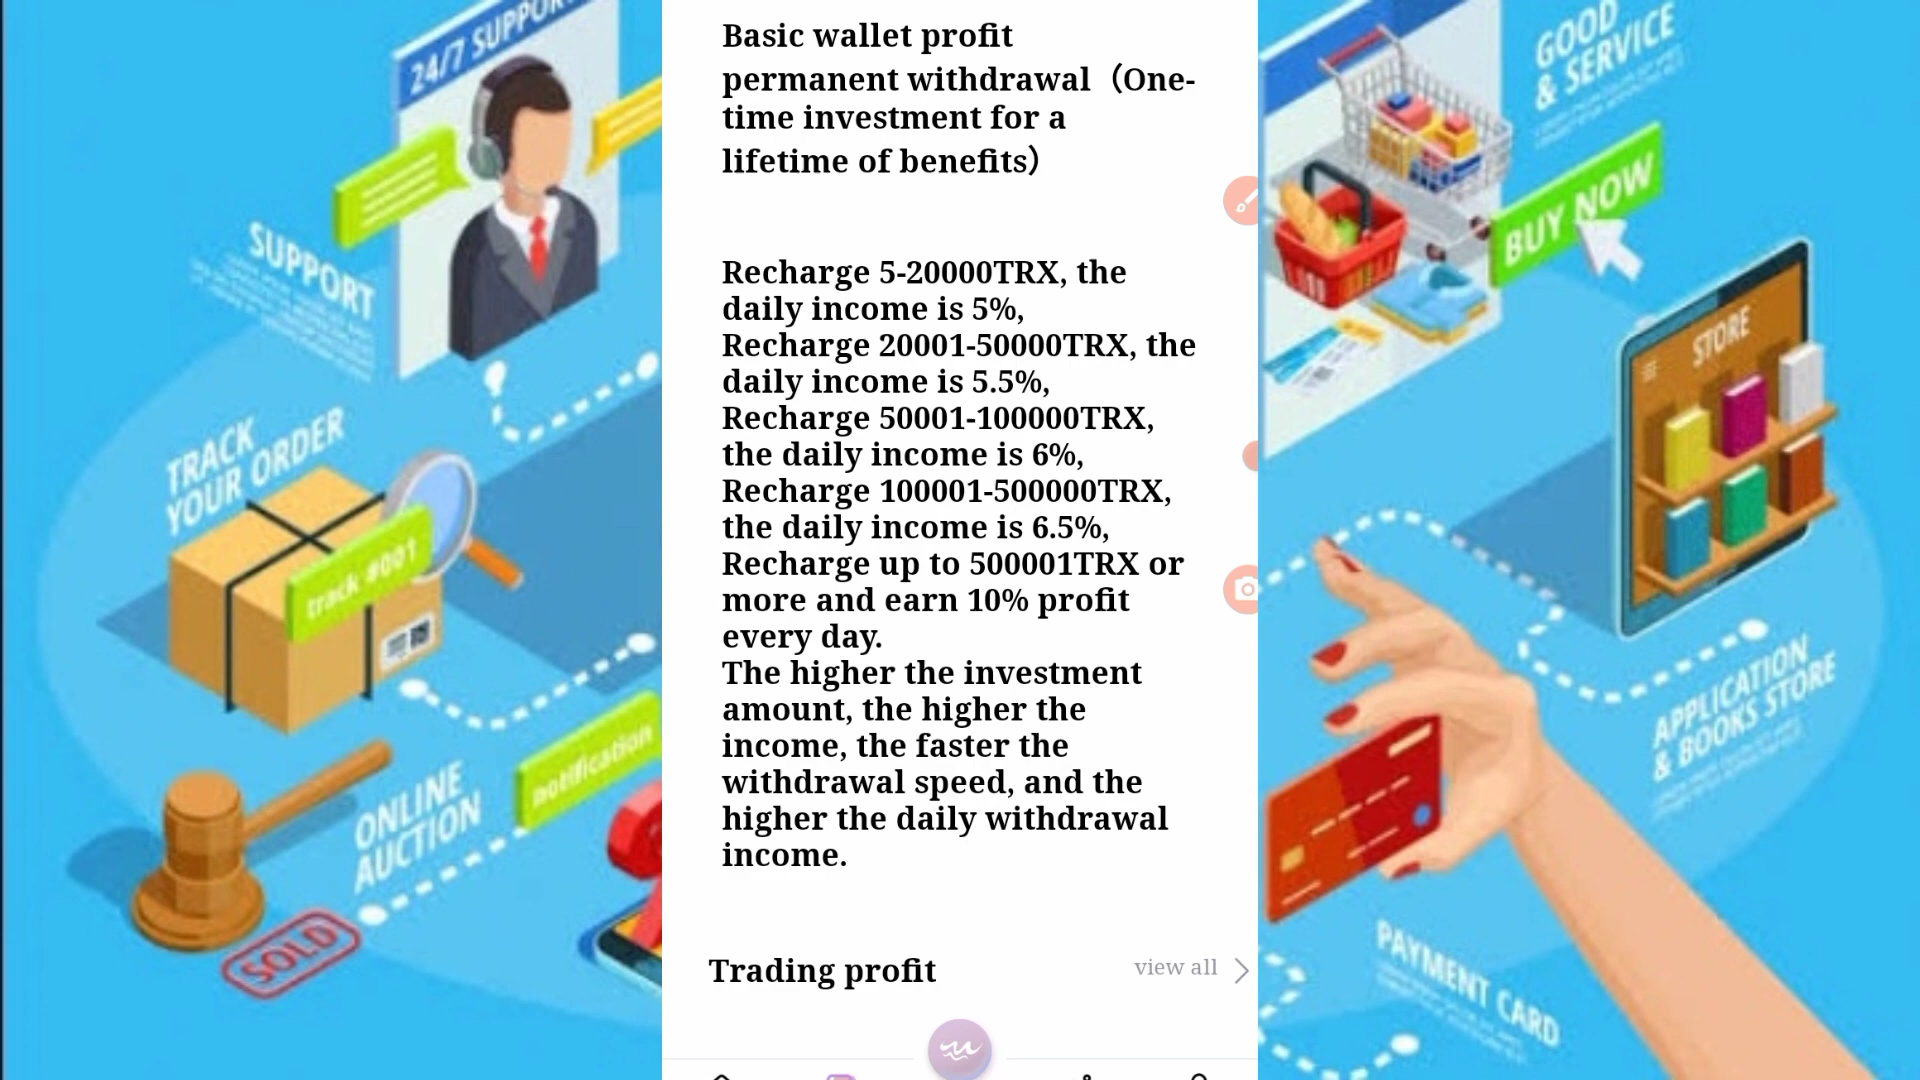 24/7 SUPPORT
SUPPORT
TRACK
YOUR ORDER
track #001
notification
ONLINE
AUCTION
SOLD
Basic wallet profit
permanent withdrawal（One-
time investment for a
lifetime of benefits）
Recharge 5-20000TRX, the
daily income is 5%,
Recharge 20001-50000TRX, the
daily income is 5.5%,
Recharge 50001-100000TRX,
the daily income is 6%,
Recharge 100001-500000TRX,
the daily income is 6.5%,
Recharge up to 500001TRX or
more and earn 10% profit
every day.
The higher the investment
amount, the higher the
income, the faster the
withdrawal speed, and the
higher the daily withdrawal
income.
Trading profit
view all
GOOD
& SERVICE
BUY NOW
STORE
APPLICATION
& BOOKS STORE
PAYMENT CARD